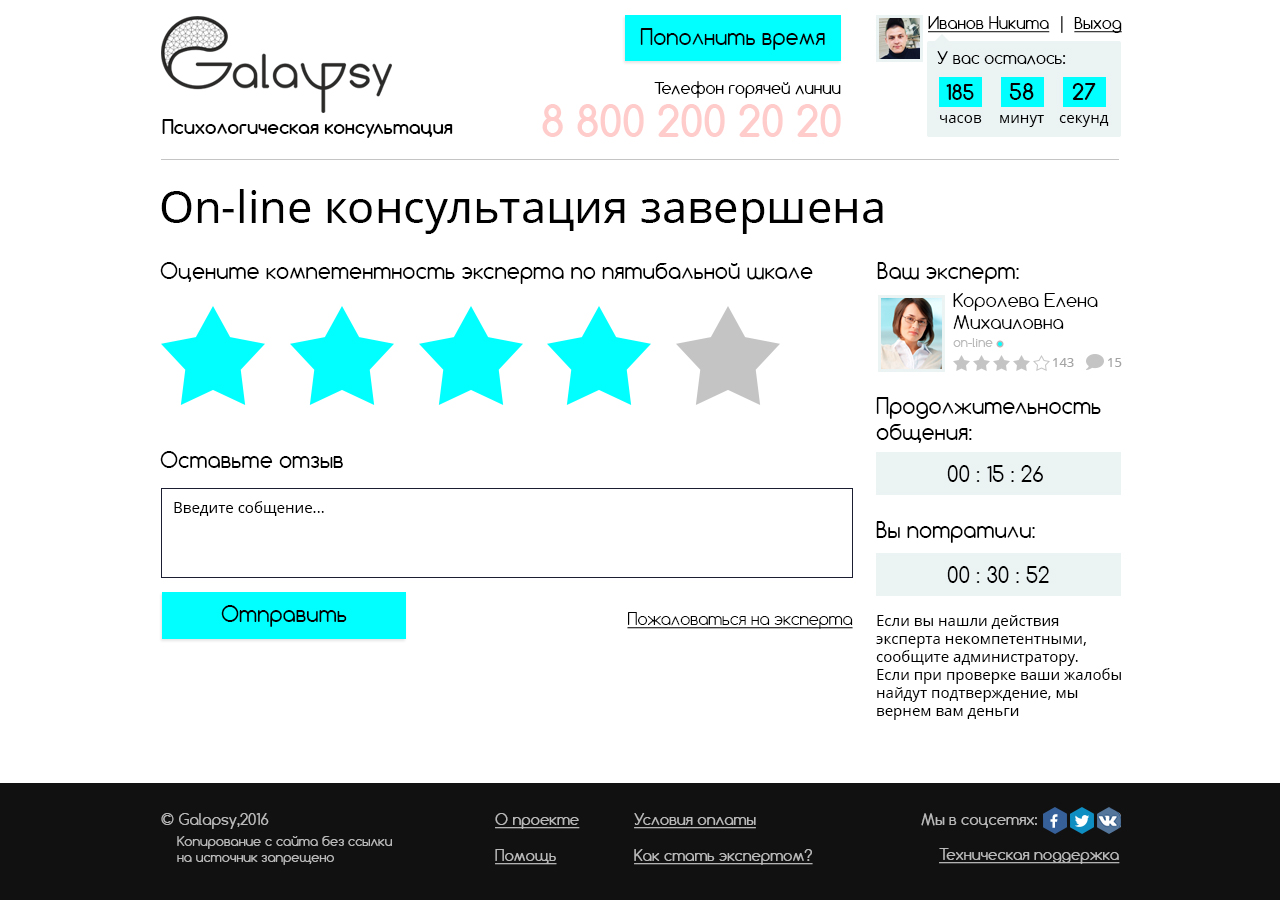 Galaψsy
Психологическая консультация
Пополнить время
Телефон горячей линии
8 800 200 20 20
Иванов Никита | Выход
У вас осталось:
185 58 27
часов минут секунд
On-line консультация завершена
Оцените компетентность эксперта по пятибальной шкале
Оставьте отзыв
Введите собщение...
Отправить
Пожаловаться на эксперта
Ваш эксперт:
Королева Елена
Михаиловна
on-line
143 15
Продолжительность
общения:
00 : 15 : 26
Вы потратили:
00 : 30 : 52
Если вы нашли действия
эксперта некомпетентными,
сообщите администратору.
Если при проверке ваши жалобы
найдут подтверждение, мы
вернем вам деньги
© Galapsy,2016
Копирование с сайта без ссылки
на источник запрещено
О проекте
Помощь
Условия оплаты
Как стать экспертом?
Мы в соцсетях:
Техническая поддержка